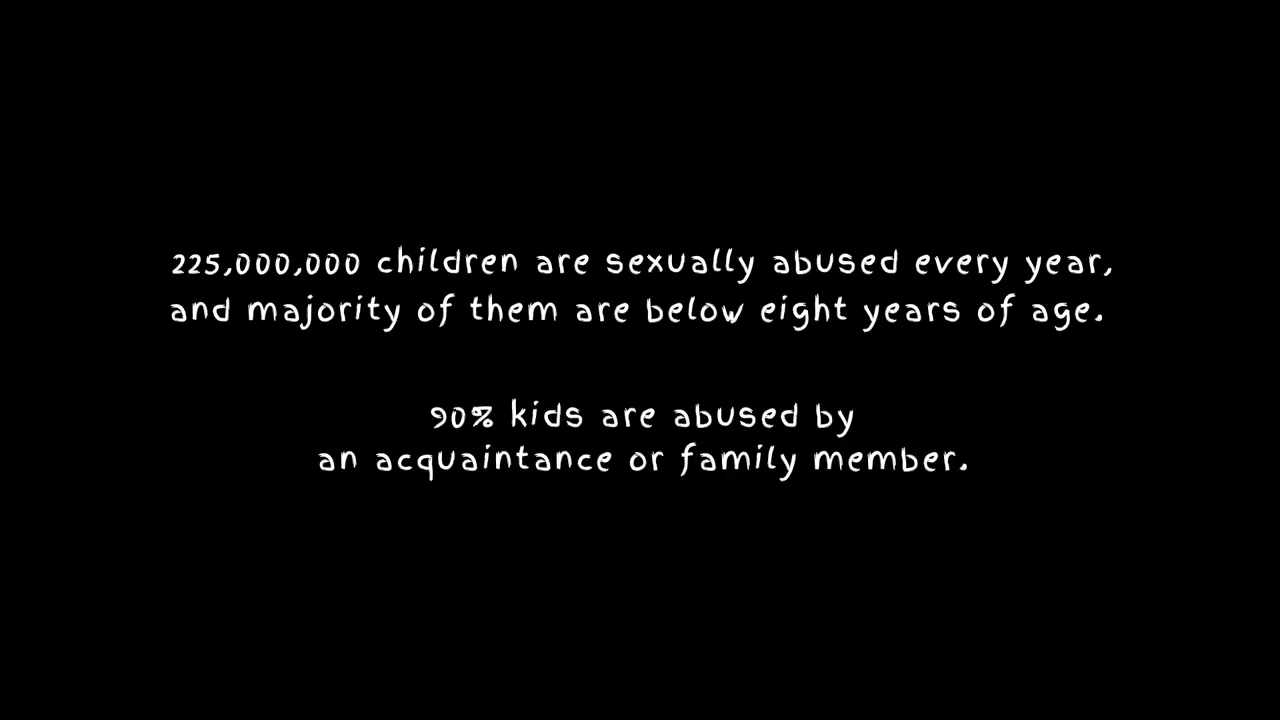 225,000,000 children are sexually abused every year,
and majority of them are below eight years of age.
90% kids are abused by
an acquaintance or family member.